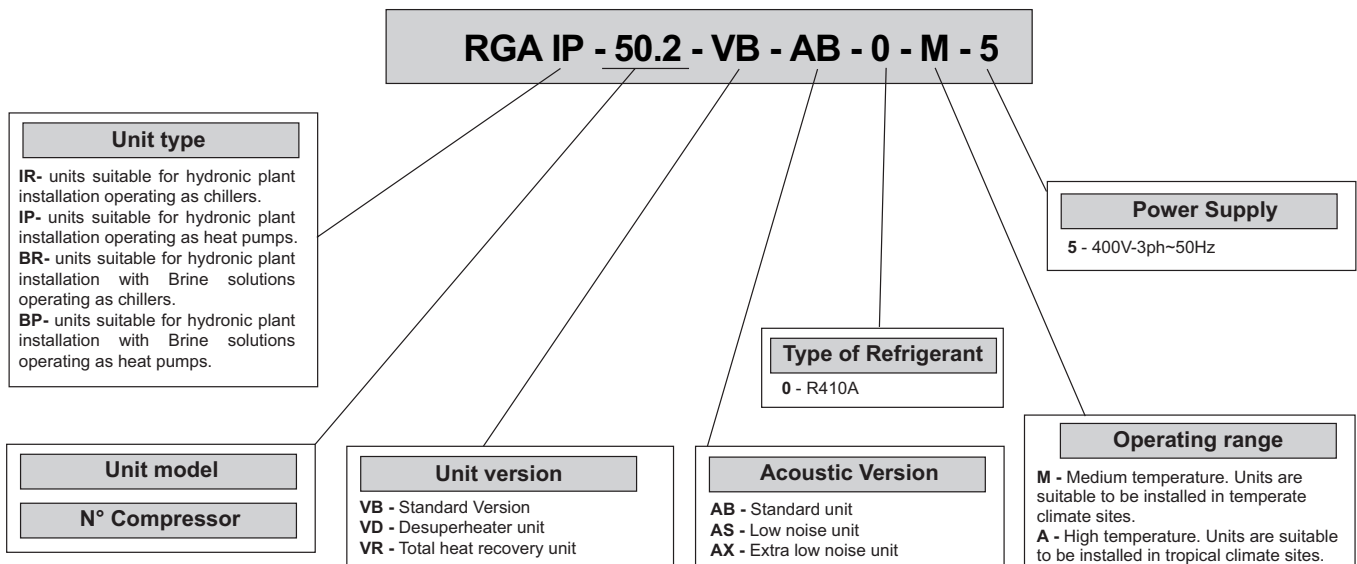 RGA IP - 50.2 - VB - AB - 0 - M - 5
Unit type
IR- units suitable for hydronic plant
installation operating as chillers.
IP- units suitable for hydronic plant
installation operating as heat pumps.
BR- units suitable for hydronic plant
installation with Brine solutions
operating as chillers.
BP- units suitable for hydronic plant
installation with Brine solutions
operating as heat pumps.
Power Supply
5 - 400V-3ph~50Hz
Type of Refrigerant
0 - R410A
Unit model
N° Compressor
Unit version
VB - Standard Version
VD - Desuperheater unit
VR - Total heat recovery unit
Acoustic Version
AB - Standard unit
AS - Low noise unit
AX - Extra low noise unit
Operating range
M - Medium temperature. Units are
suitable to be installed in temperate
climate sites.
A - High temperature. Units are suitable
to be installed in tropical climate sites.